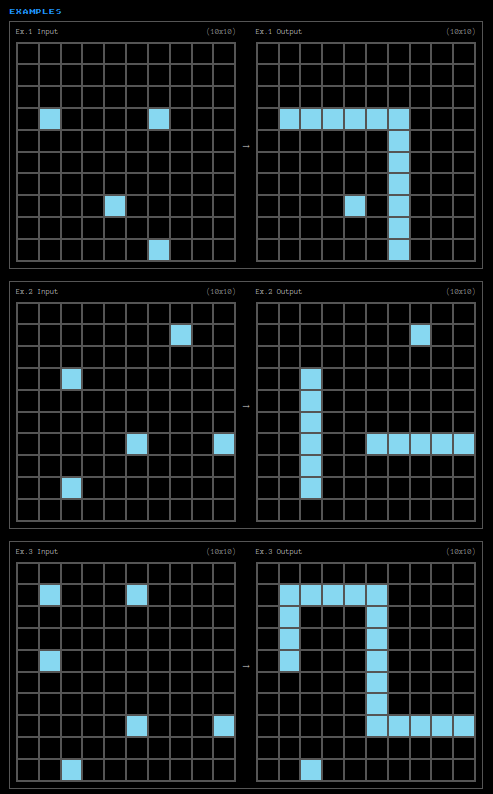 EXAMPLES
Ex.1 Input (10x10) Ex.1 Output (10x10)
→
Ex.2 Input (10x10) Ex.2 Output (10x10)
→
Ex.3 Input (10x10) Ex.3 Output (10x10)
→